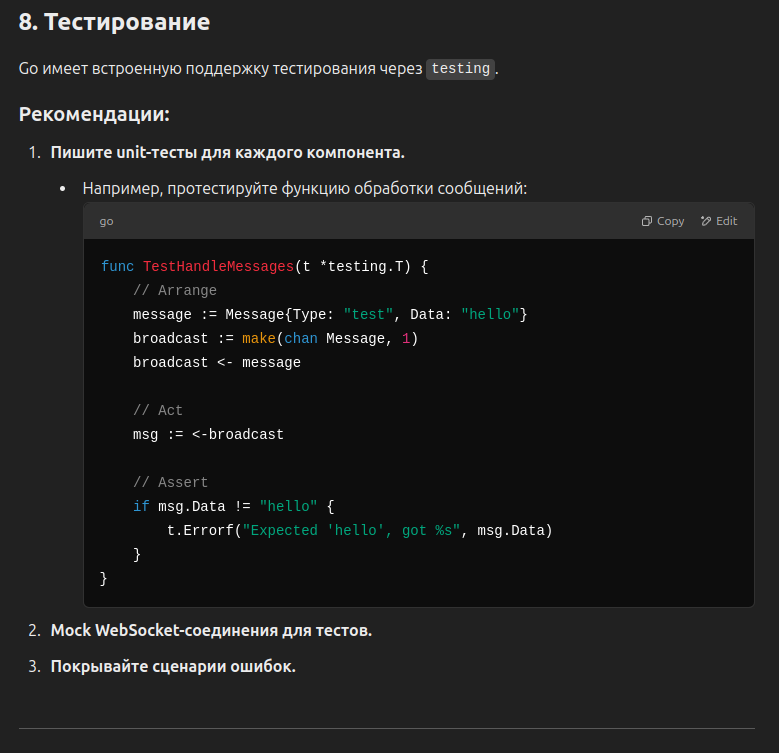 8. Тестирование
Go имеет встроенную поддержку тестирования через testing.
Рекомендации:
1. Пишите unit-тесты для каждого компонента.
• Например, протестируйте функцию обработки сообщений:
go Copy Edit
func TestHandleMessages(t *testing.T) {
    // Arrange
    message := Message{Type: "test", Data: "hello"}
    broadcast := make(chan Message, 1)
    broadcast <- message

    // Act
    msg := <-broadcast

    // Assert
    if msg.Data != "hello" {
        t.Errorf("Expected 'hello', got %s", msg.Data)
    }
}
2. Mock WebSocket-соединения для тестов.
3. Покрывайте сценарии ошибок.